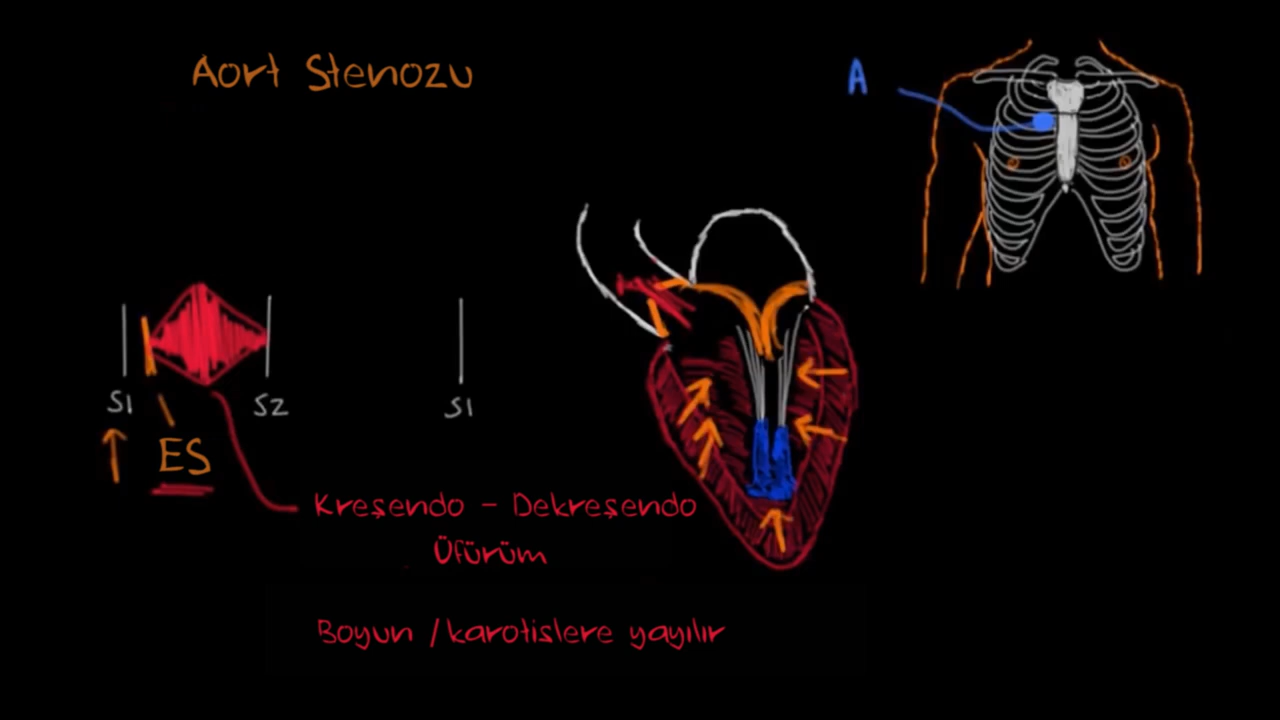 Aort Stenozu
A
S1
S2
S1
ES
Kreşendo - Dekreşendo
Üfürüm
Boyun / karotislere yayılır